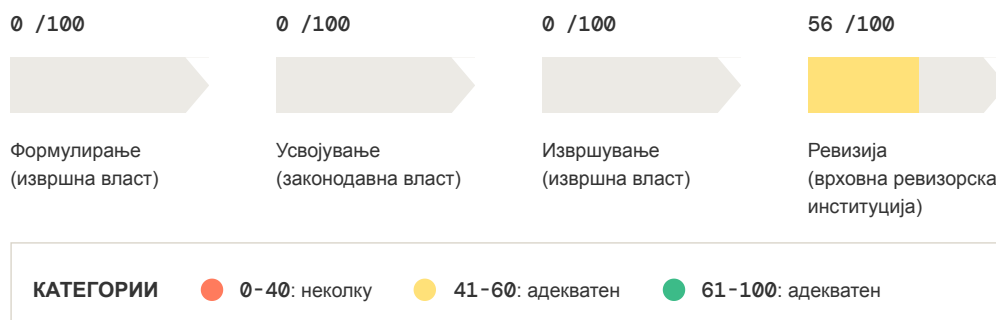 0 /100 0 /100 0 /100 56 /100
Формулирање
(извршна власт)
Усвојување
(законодавна власт)
Извршување
(извршна власт)
Ревизија
(врховна ревизорска
институција)
КАТЕГОРИИ 0-40: неколку 41-60: адекватен 61-100: адекватен